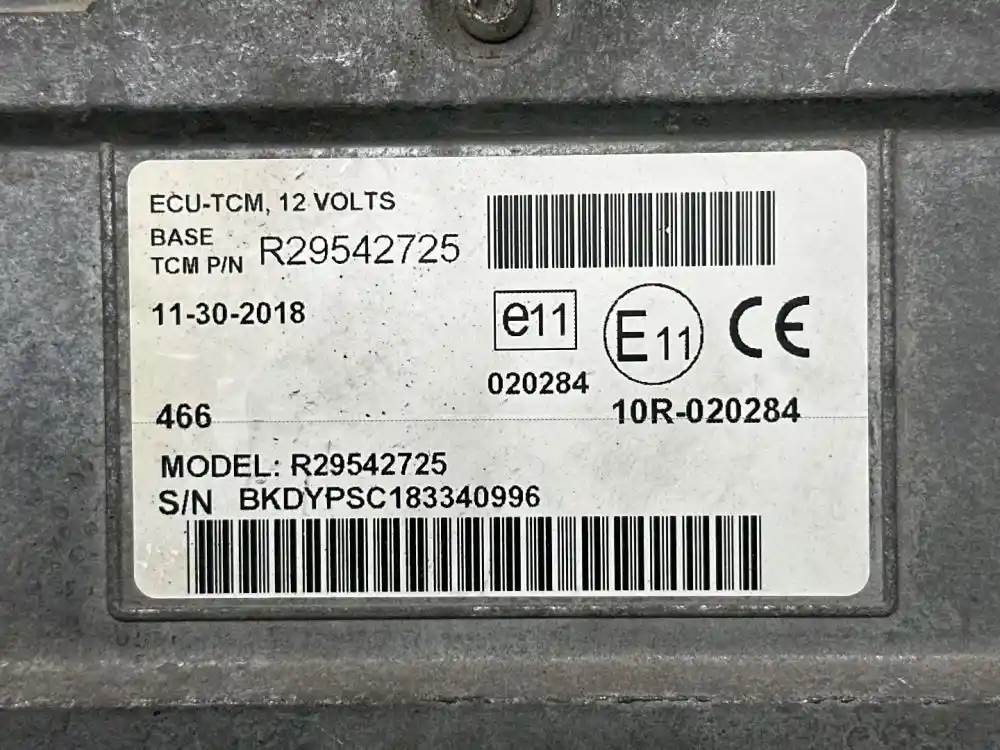 ECU-TCM, 12 VOLTS
BASE
TCM P/N R29542725
11-30-2018
e11
E11
CE
020284
10R-020284
466
MODEL: R29542725
S/N BKDYPSC183340996